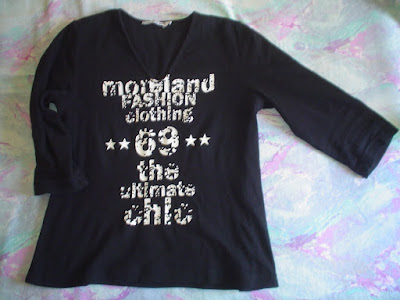 moreland
FASHION
clothing
★★ 69 ★★
the
ultimate
chic